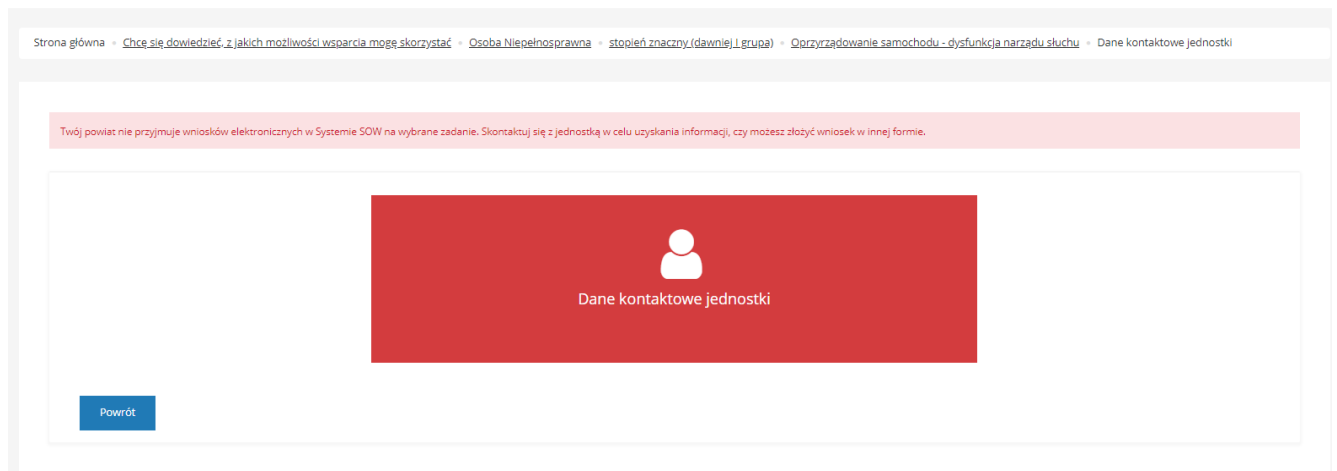 Strona główna • Chcę się dowiedzieć, z jakich możliwości wsparcia mogę skorzystać • Osoba Niepełnosprawna • stopień znaczny (dawniej I grupa) • Oprzyrządowanie samochodu - dysfunkcja narządu słuchu • Dane kontaktowe jednostki
Twój powiat nie przyjmuje wniosków elektronicznych w Systemie SOW na wybrane zadanie. Skontaktuj się z jednostką w celu uzyskania informacji, czy możesz złożyć wniosek w innej formie.
Dane kontaktowe jednostki
Powrót